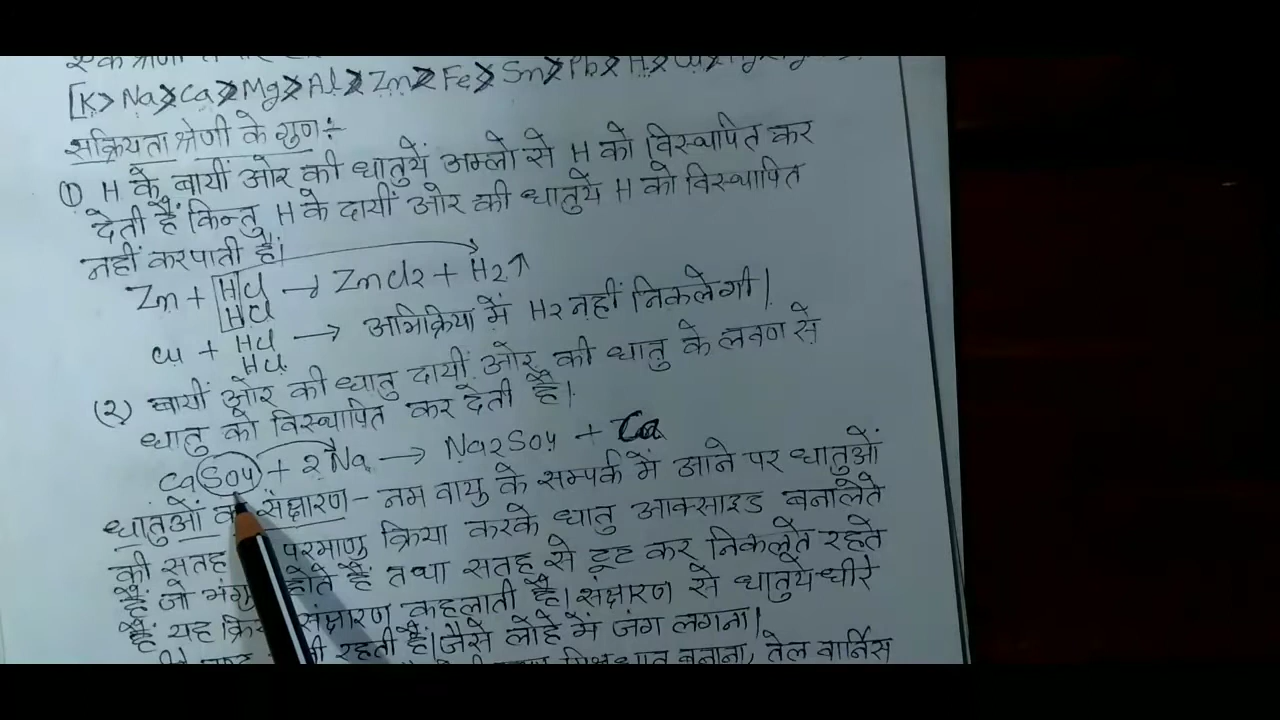 [K > Na > Ca > Mg > Al > Zn > Fe > Sn > Pb > H >
सक्रियता श्रेणी के गुण ÷
① H के बायीं ओर की धातुयें अम्लो से H को विस्थापित कर
देती हैं किन्तु H के दायीं ओर की धातुयें H को विस्थापित
नहीं कर पाती हैं।
Zn + HCl → ZnCl2 + H2↑
HCl
Cu + HCl → अभिक्रिया में H2 नहीं निकलेगी।
HCl
(२) बायीं ओर की धातु दायीं ओर की धातु के लवण से
धातु को विस्थापित कर देती है।
CaSO4 + 2Na → Na2SO4 + Ca
धातुओं का संक्षारण – नम वायु के सम्पर्क में आने पर धातुओं
की सतह परमाणु क्रिया करके धातु आक्साइड बनालेते
हैं जो होते हैं तथा सतह से टूट कर निकलते रहते
हैं यह संक्षारण कहलाती है। संक्षारण से धातुयें धीरे
रहती हैं। जैसे लोहे में जंग लगना।
बनाना, तेल वार्निस